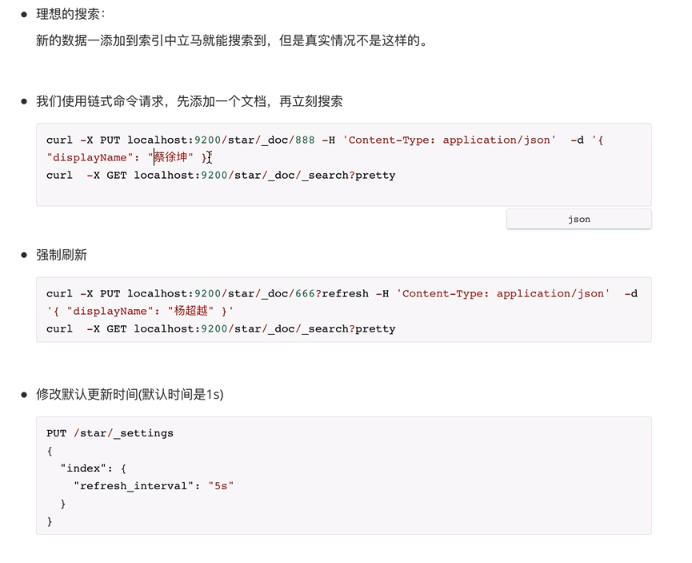 理想的搜索：
新的数据一添加到索引中立马就能搜索到，但是真实情况不是这样的。
我们使用链式命令请求，先添加一个文档，再立刻搜索
curl -X PUT localhost:9200/star/_doc/888 -H 'Content-Type: application/json'  -d '{
"displayName": "蔡徐坤" }'
curl  -X GET localhost:9200/star/_doc/_search?pretty
json
强制刷新
curl -X PUT localhost:9200/star/_doc/666?refresh -H 'Content-Type: application/json'  -d
'{ "displayName": "杨超越" }'
curl  -X GET localhost:9200/star/_doc/_search?pretty
修改默认更新时间(默认时间是1s)
PUT /star/_settings
{
  "index": {
    "refresh_interval": "5s"
  }
}